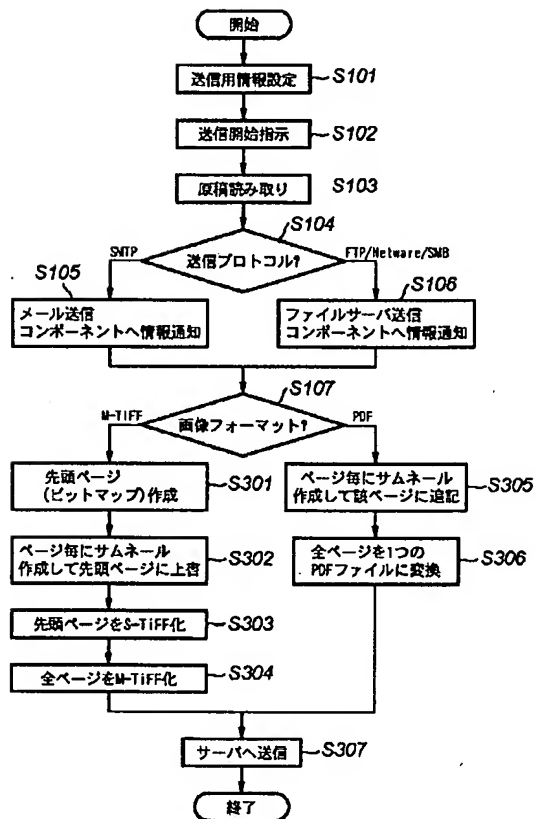 開始
送信用情報設定
S101
送信開始指示
S102
原稿読み取り
S103
S104
SMTP
送信プロトコル?
FTP/Netware/SMB
S105
S106
メール送信
コンポーネントへ情報通知
ファイルサーバ送信
コンポーネントへ情報通知
S107
M-TiFF
画像フォーマット?
PDF
先頭ページ
(ビットマップ)作成
S301
ページ毎にサムネール
作成して該ページに追記
S305
ページ毎にサムネール
作成して先頭ページに上書
S302
全ページを1つの
PDFファイルに変換
S306
先頭ページをS-TiFF化
S303
全ページをM-TiFF化
S304
サーバへ送信
S307
終了